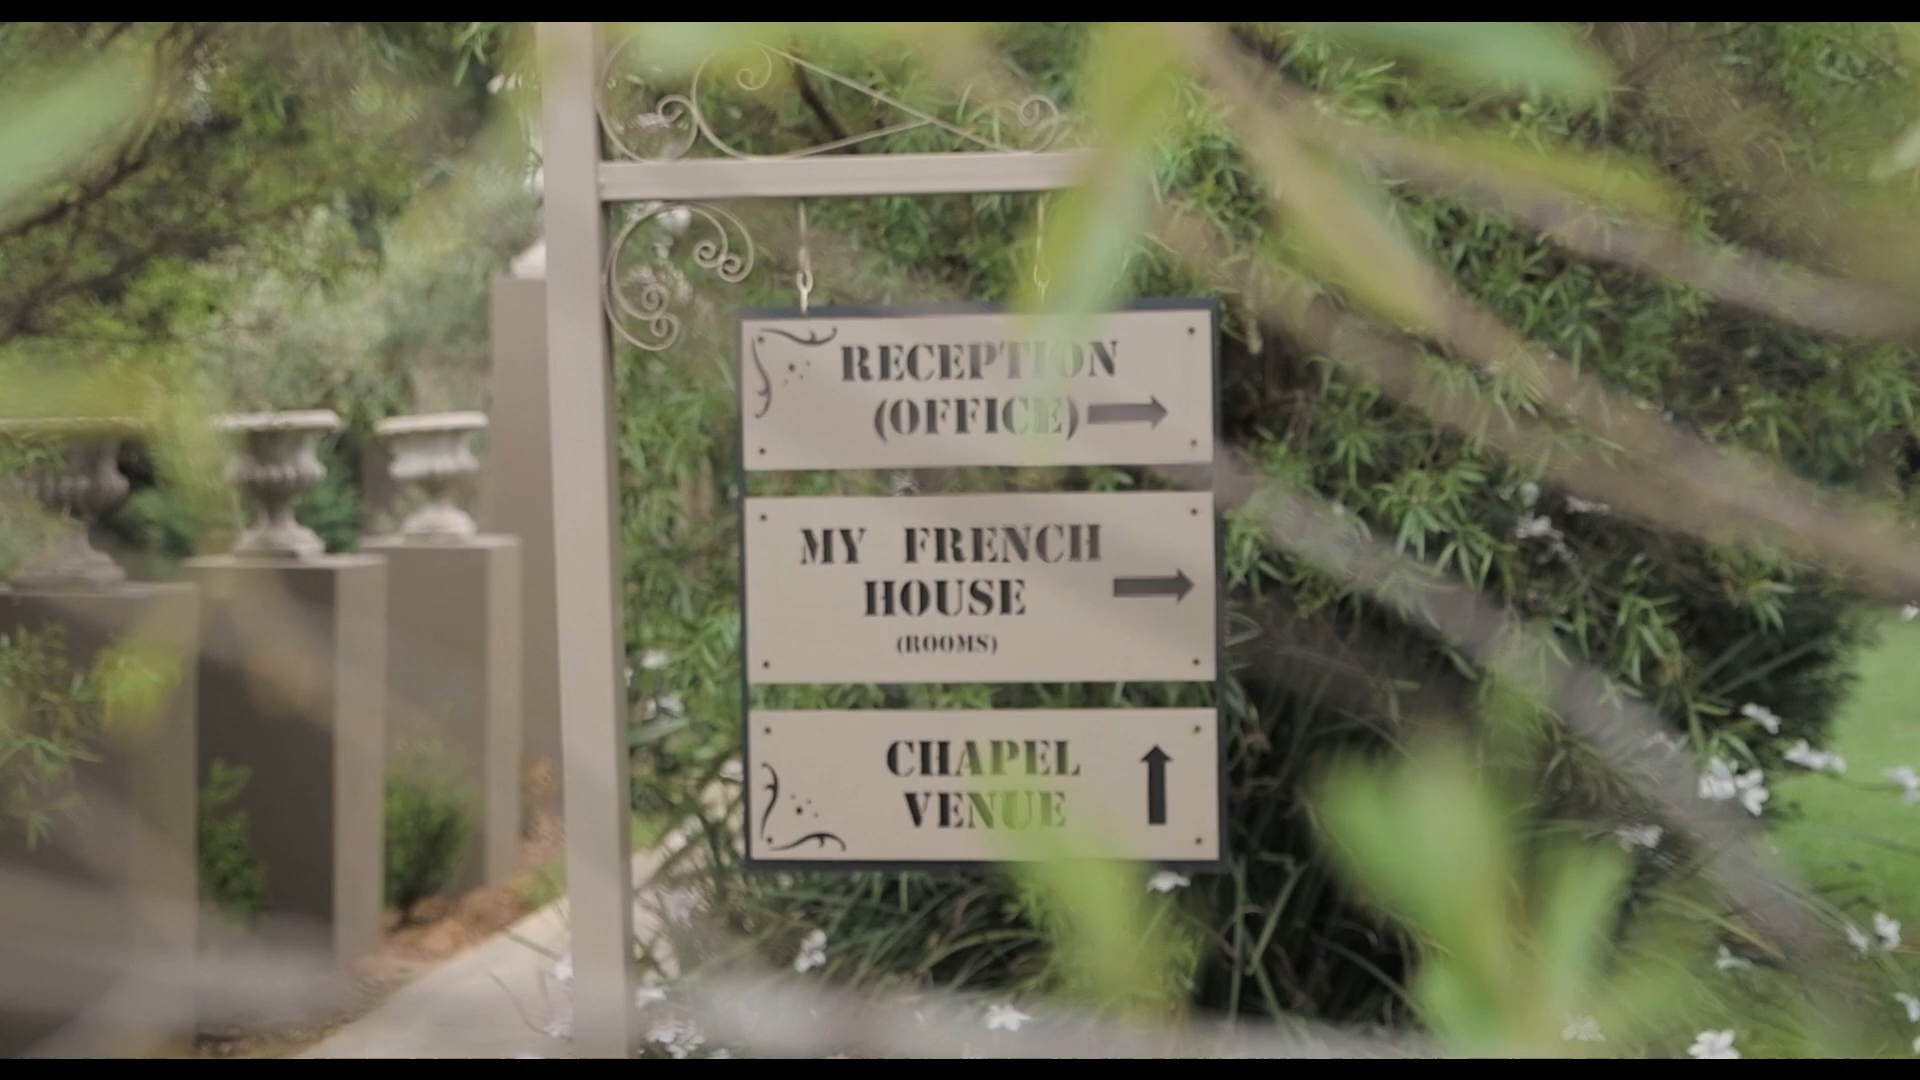 RECEPTION
(OFFICE)
MY FRENCH
HOUSE
(ROOMS)
CHAPEL
VENUE